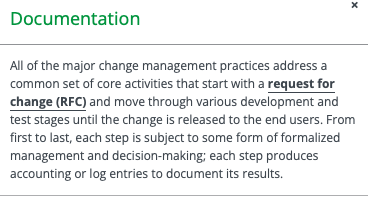 Documentation
×
All of the major change management practices address a
common set of core activities that start with a request for
change (RFC) and move through various development and
test stages until the change is released to the end users. From
first to last, each step is subject to some form of formalized
management and decision-making; each step produces
accounting or log entries to document its results.